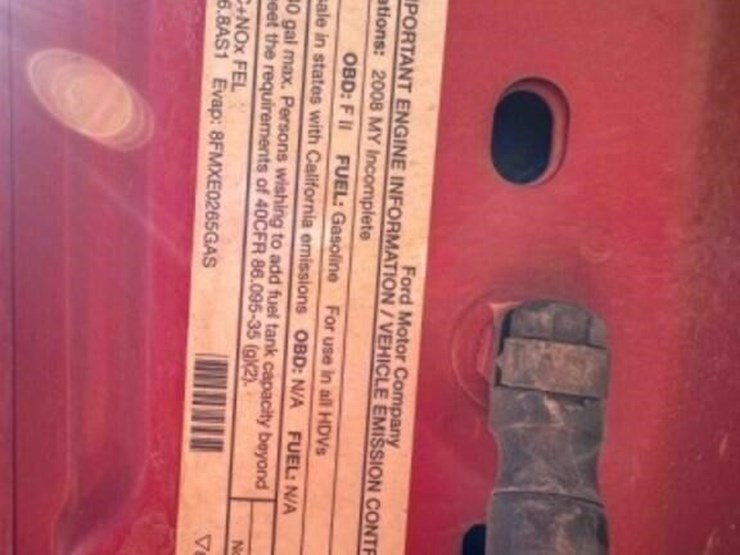 Ford Motor Company
IMPORTANT ENGINE INFORMATION / VEHICLE EMISSION CONTR
ations: 2008 MY Incomplete
OBD: F II FUEL: Gasoline For use in all HDVs
sale in states with California emissions OBD: N/A FUEL: N/A
0 gal max. Persons wishing to add fuel tank capacity beyond
eet the requirements of 40CFR 86.095-35 (g)(2).
C+NOx FEL
6.8AS1 Evap: 8FMXE0265GAS